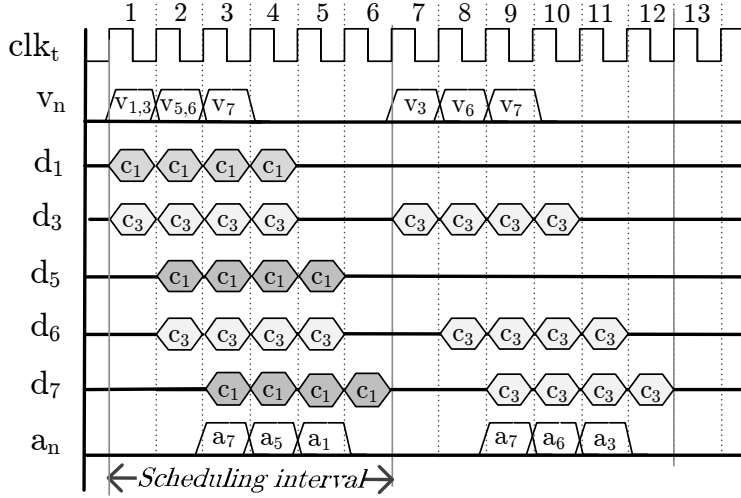 1 2 3 4 5 6 7 8 9 10 11 12 13
clkₜ
vₙ v₁,₃ v₅,₆ v₇ v₃ v₆ v₇
d₁ c₁ c₁ c₁ c₁
d₃ c₃ c₃ c₃ c₃ c₃ c₃ c₃ c₃
d₅ c₁ c₁ c₁ c₁
d₆ c₃ c₃ c₃ c₃ c₃ c₃ c₃ c₃
d₇ c₁ c₁ c₁ c₁ c₃ c₃ c₃ c₃
aₙ a₇ a₅ a₁ a₇ a₆ a₃
Scheduling interval